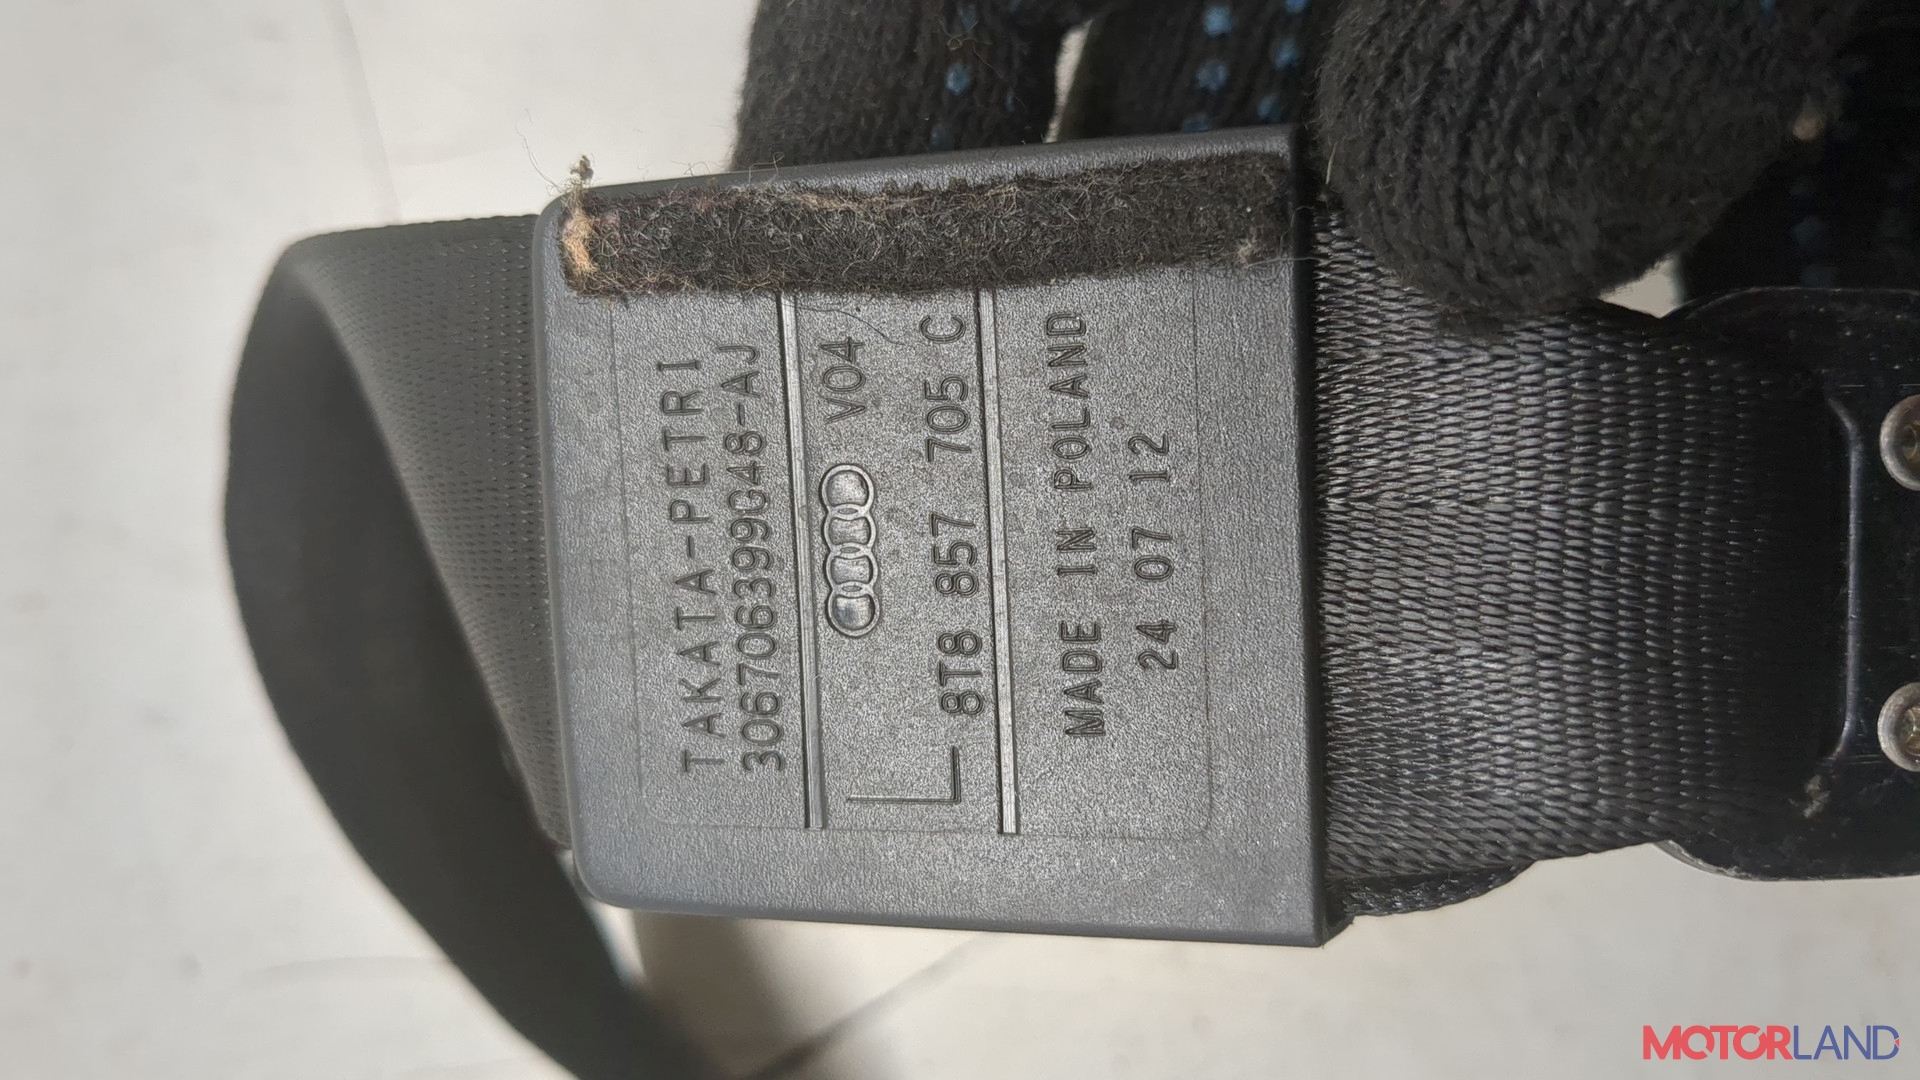 TAKATA-PETRI
306706399G48-AJ
V04
L 8T8 857 705 C
MADE IN POLAND
24 07 12
MOTORLAND